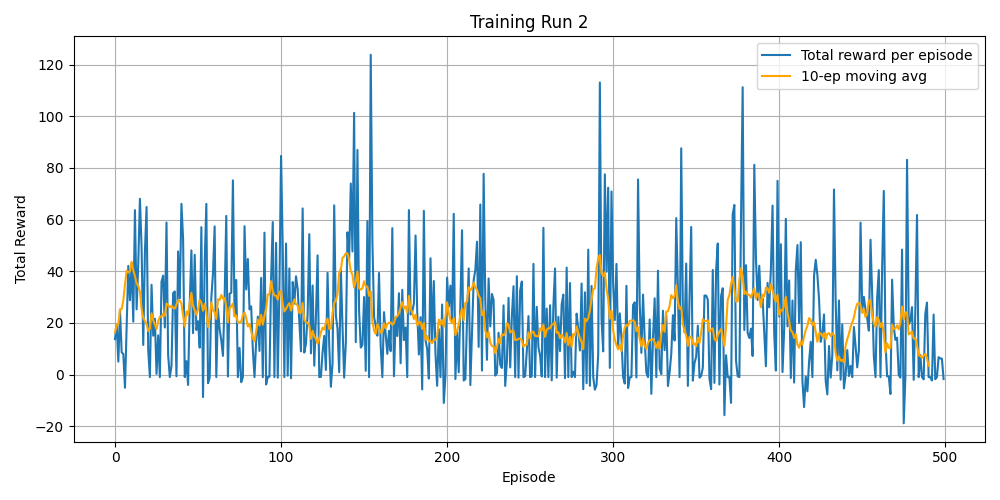 Training Run 2
Total reward per episode
10-ep moving avg
Total Reward
120
100
80
60
40
20
0
−20
0 100 200 300 400 500
Episode